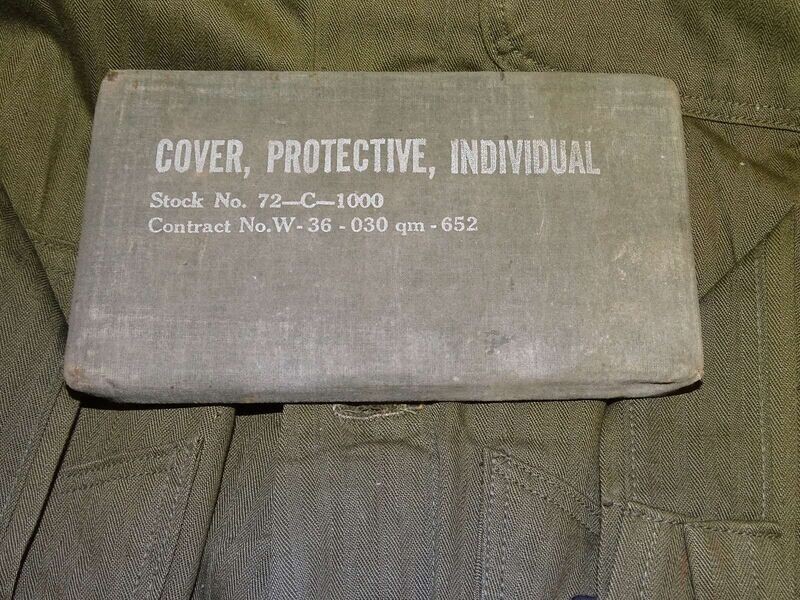 COVER, PROTECTIVE, INDIVIDUAL
Stock No. 72—C—1000
Contract No.W-36-030 qm-652